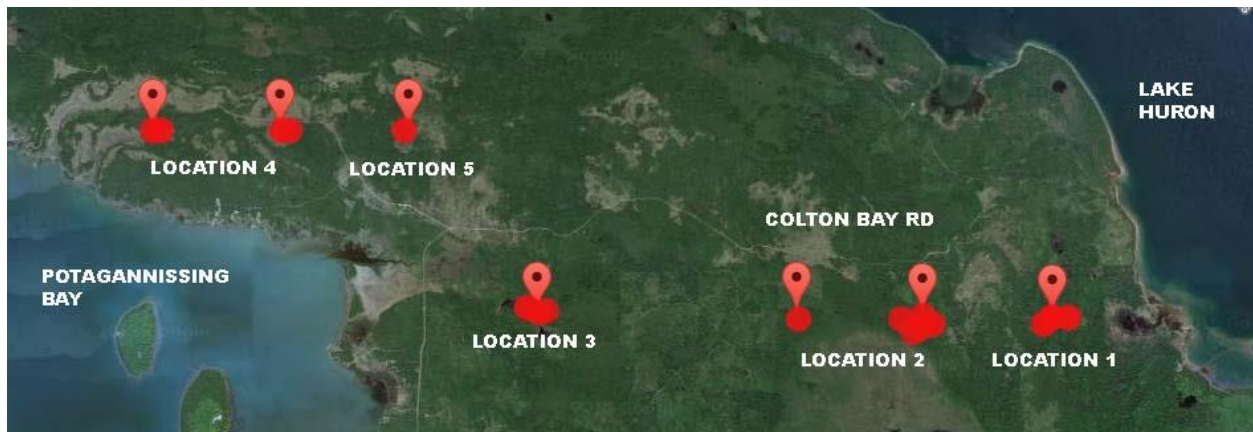 LAKE
HURON
LOCATION 4
LOCATION 5
COLTON BAY RD
POTAGANNISSING
BAY
LOCATION 3
LOCATION 2
LOCATION 1